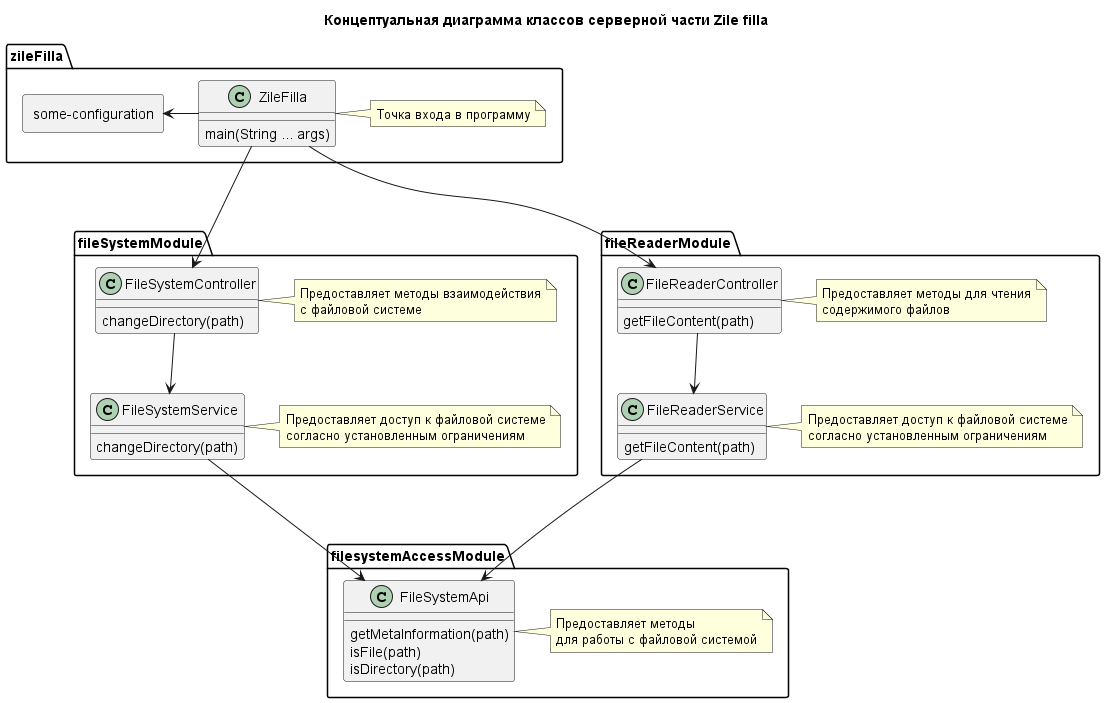 Концептуальная диаграмма классов серверной части Zile filla
zileFilla
some-configuration
C ZileFilla
main(String ... args)
Точка входа в программу
fileSystemModule
C FileSystemController
changeDirectory(path)
Предоставляет методы взаимодействия
с файловой системе
C FileSystemService
changeDirectory(path)
Предоставляет доступ к файловой системе
согласно установленным ограничениям
fileReaderModule
C FileReaderController
getFileContent(path)
Предоставляет методы для чтения
содержимого файлов
C FileReaderService
getFileContent(path)
Предоставляет доступ к файловой системе
согласно установленным ограничениям
filesystemAccessModule
C FileSystemApi
getMetaInformation(path)
isFile(path)
isDirectory(path)
Предоставляет методы
для работы с файловой системой